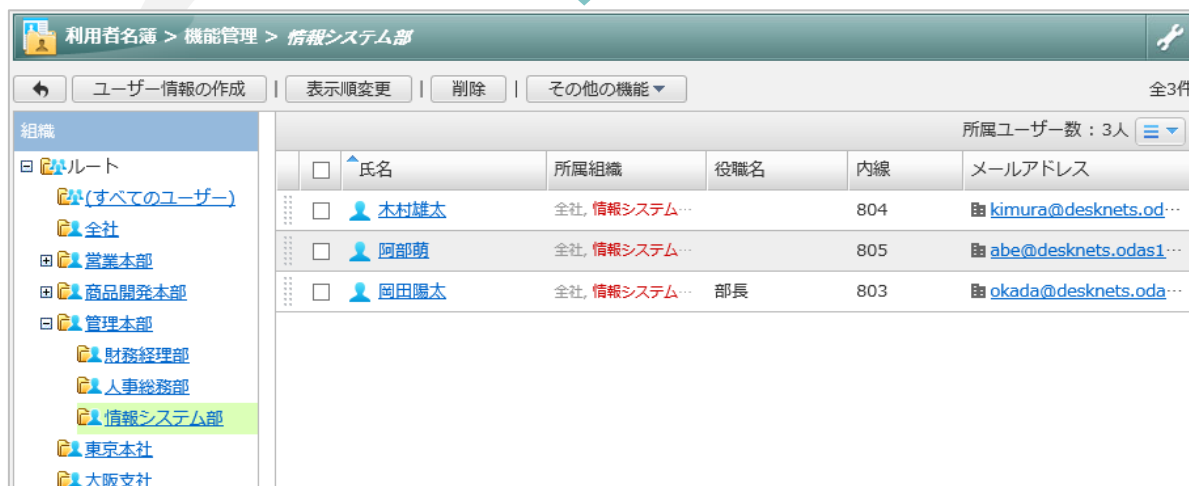 利用者名簿 > 機能管理 > 情報システム部
ユーザー情報の作成 | 表示順変更 | 削除 | その他の機能 全3件
組織 所属ユーザー数：3人
氏名 所属組織 役職名 内線 メールアドレス
木村雄太 全社, 情報システム… 804 kimura@desknets.od…
阿部萌 全社, 情報システム… 805 abe@desknets.odas1…
岡田陽太 全社, 情報システム… 部長 803 okada@desknets.oda…
ルート
(すべてのユーザー)
全社
営業本部
商品開発本部
管理本部
財務経理部
人事総務部
情報システム部
東京本社
大阪支社